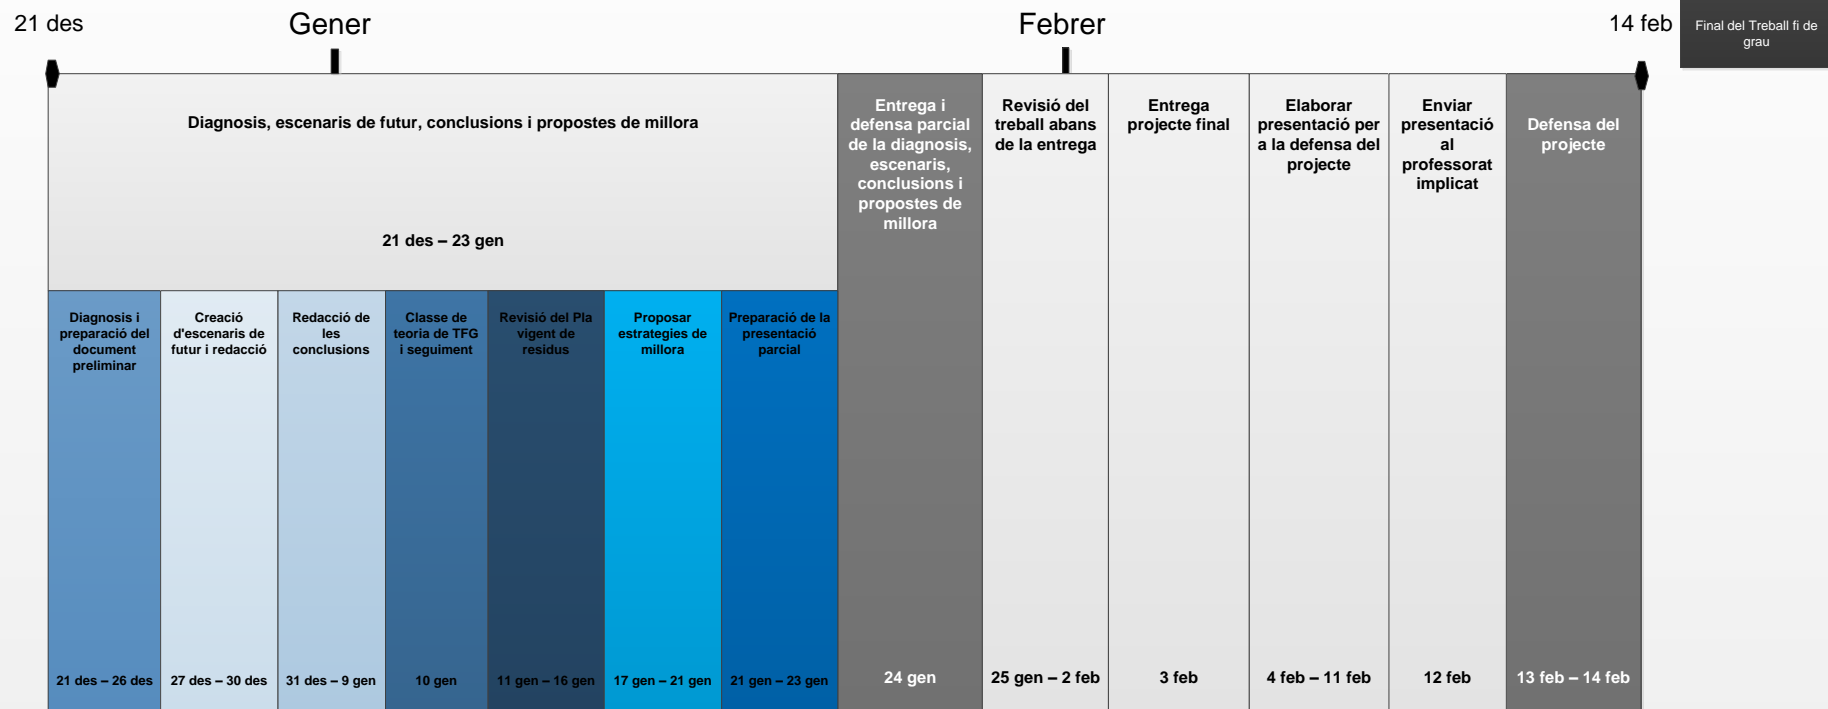 21 des
Gener
Febrer
14 feb
Final del Treball fi de
grau
Diagnosis, escenaris de futur, conclusions i propostes de millora
21 des – 23 gen
Entrega i
defensa parcial
de la diagnosis,
escenaris,
conclusions i
propostes de
millora
24 gen
Revisió del
treball abans
de la entrega
25 gen – 2 feb
Entrega
projecte final
3 feb
Elaborar
presentació per
a la defensa del
projecte
4 feb – 11 feb
Enviar
presentació
al
professorat
implicat
12 feb
Defensa del
projecte
13 feb – 14 feb
Diagnosis i
preparació del
document
preliminar
21 des – 26 des
Creació
d'escenaris de
futur i redacció
27 des – 30 des
Redacció de
les
conclusions
31 des – 9 gen
Classe de
teoria de TFG
i seguiment
10 gen
Revisió del Pla
vigent de
residus
11 gen – 16 gen
Proposar
estrategies de
millora
17 gen – 21 gen
Preparació de la
presentació
parcial
21 gen – 23 gen